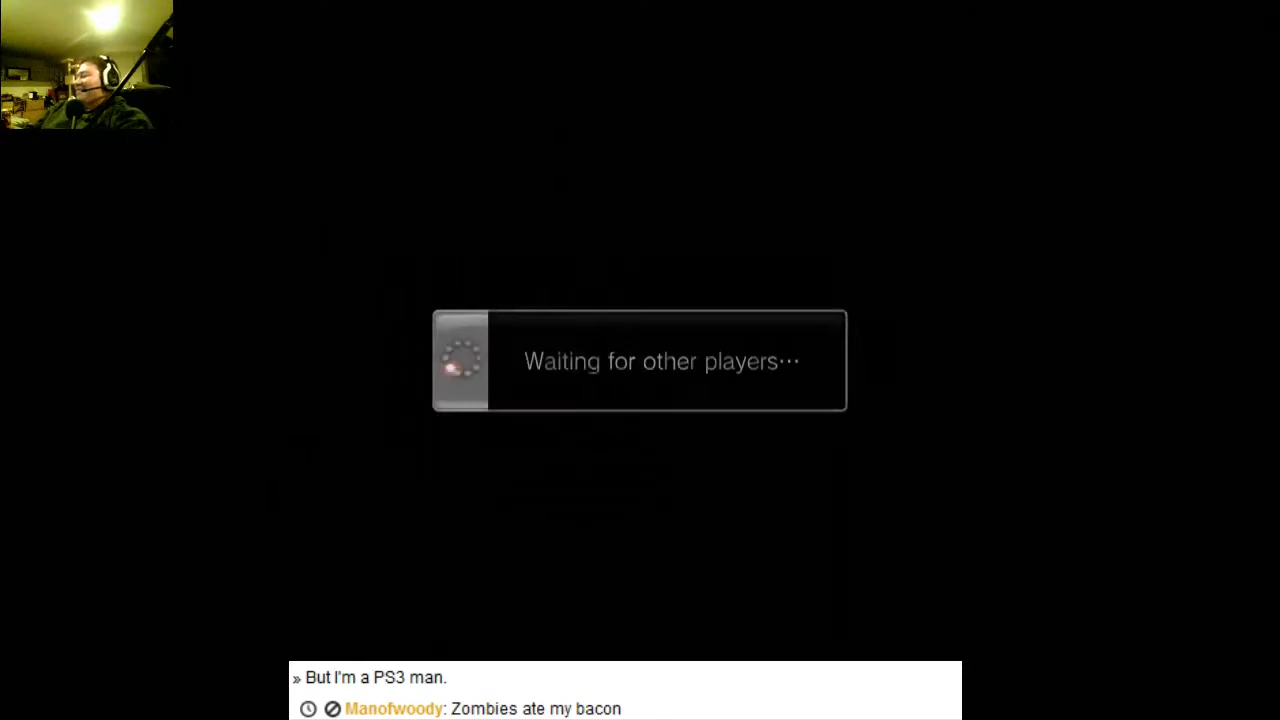 Waiting for other players…
» But I'm a PS3 man.
Manofwoody: Zombies ate my bacon